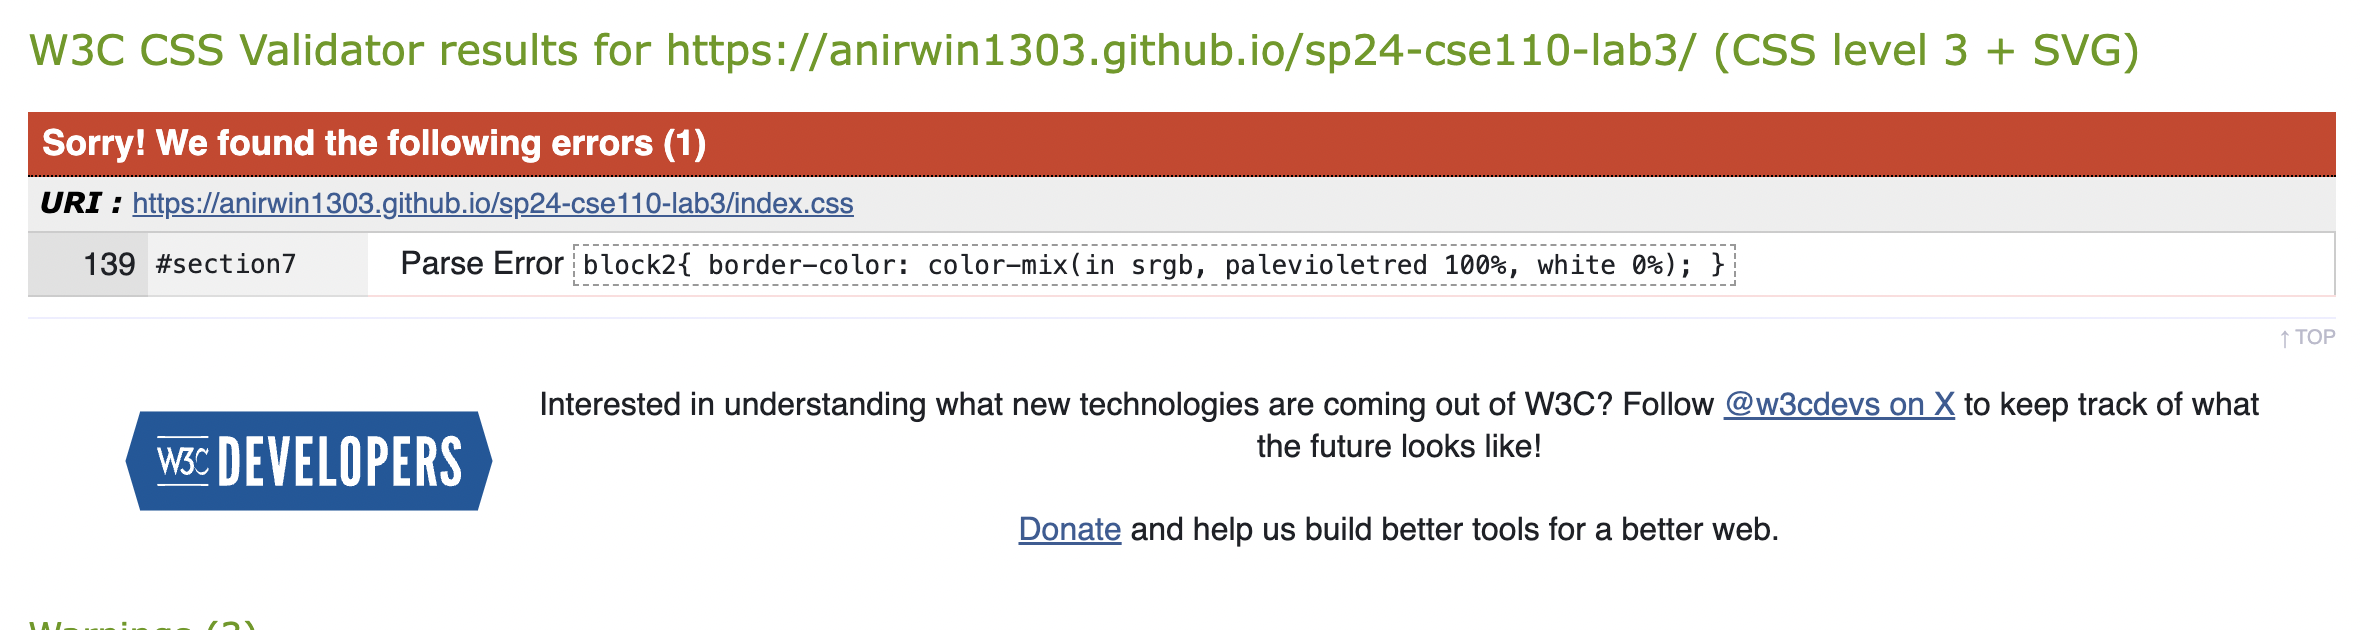 W3C CSS Validator results for https://anirwin1303.github.io/sp24-cse110-lab3/ (CSS level 3 + SVG)
Sorry! We found the following errors (1)
URI : https://anirwin1303.github.io/sp24-cse110-lab3/index.css
139 #section7 Parse Error block2{ border-color: color-mix(in srgb, palevioletred 100%, white 0%); }
↑ TOP
Interested in understanding what new technologies are coming out of W3C? Follow @w3cdevs on X to keep track of what
the future looks like!
W3C DEVELOPERS
Donate and help us build better tools for a better web.
Warnings (3)